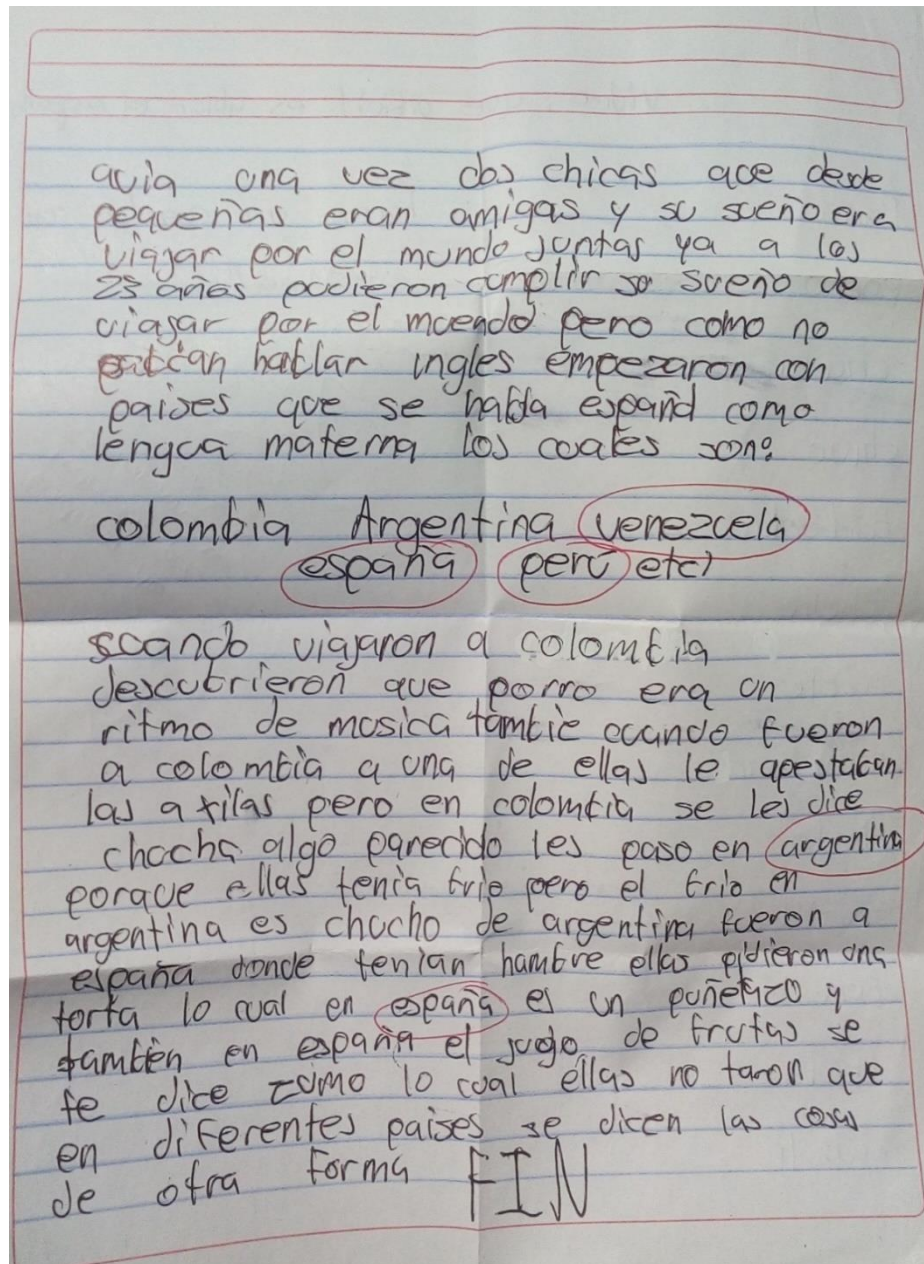 avia una vez dos chicas que desde
pequeñas eran amigas y su sueño era
viajar por el mundo juntas ya a los
23 años pudieron cumplir su sueño de
viajar por el muendo pero como no
hablar ingles empezaron con
paises que se habla español como
lengua materna los cuales son:
colombia Argentina venezuela
españa peru etc)
scando viajaron a colombia
descubrieron que porro era un
ritmo de musica tambie cuando fueron
a colombia a una de ellas le apestaban
las axilas pero en colombia se les dice
chucha algo parecido les paso en argentina
porque ellas tenia frio pero el frio en
argentina es chucho de argentina fueron a
españa donde tenian hambre ellas pidieron una
torta lo cual en españa es un puñetazo y
también en españa el jugo de frutas se
le dice zumo lo cual ellas no taron que
en diferentes paises se dicen las cosas
de otra forma FIN